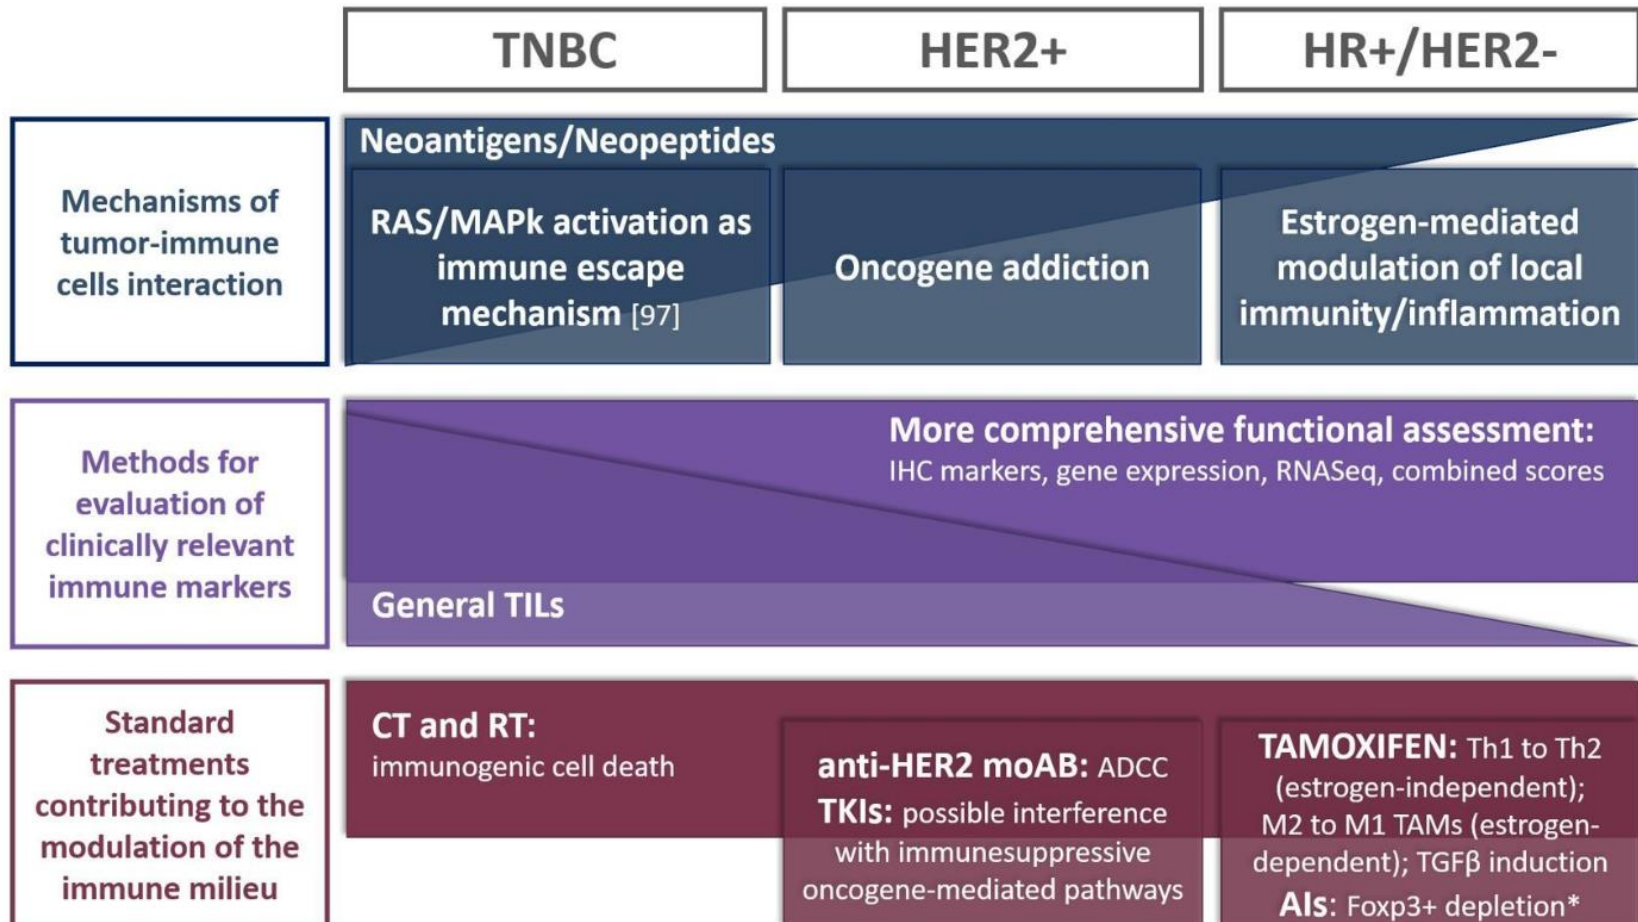 TNBC
HER2+
HR+/HER2-
Mechanisms of
tumor-immune
cells interaction
Neoantigens/Neopeptides
RAS/MAPk activation as
immune escape
mechanism [97]
Oncogene addiction
Estrogen-mediated
modulation of local
immunity/inflammation
Methods for
evaluation of
clinically relevant
immune markers
More comprehensive functional assessment:
IHC markers, gene expression, RNASeq, combined scores
General TILs
Standard
treatments
contributing to the
modulation of the
immune milieu
CT and RT:
immunogenic cell death
anti-HER2 moAB: ADCC
TKIs: possible interference
with immunesuppressive
oncogene-mediated pathways
TAMOXIFEN: Th1 to Th2
(estrogen-independent);
M2 to M1 TAMs (estrogen-
dependent); TGFβ induction
AIs: Foxp3+ depletion*